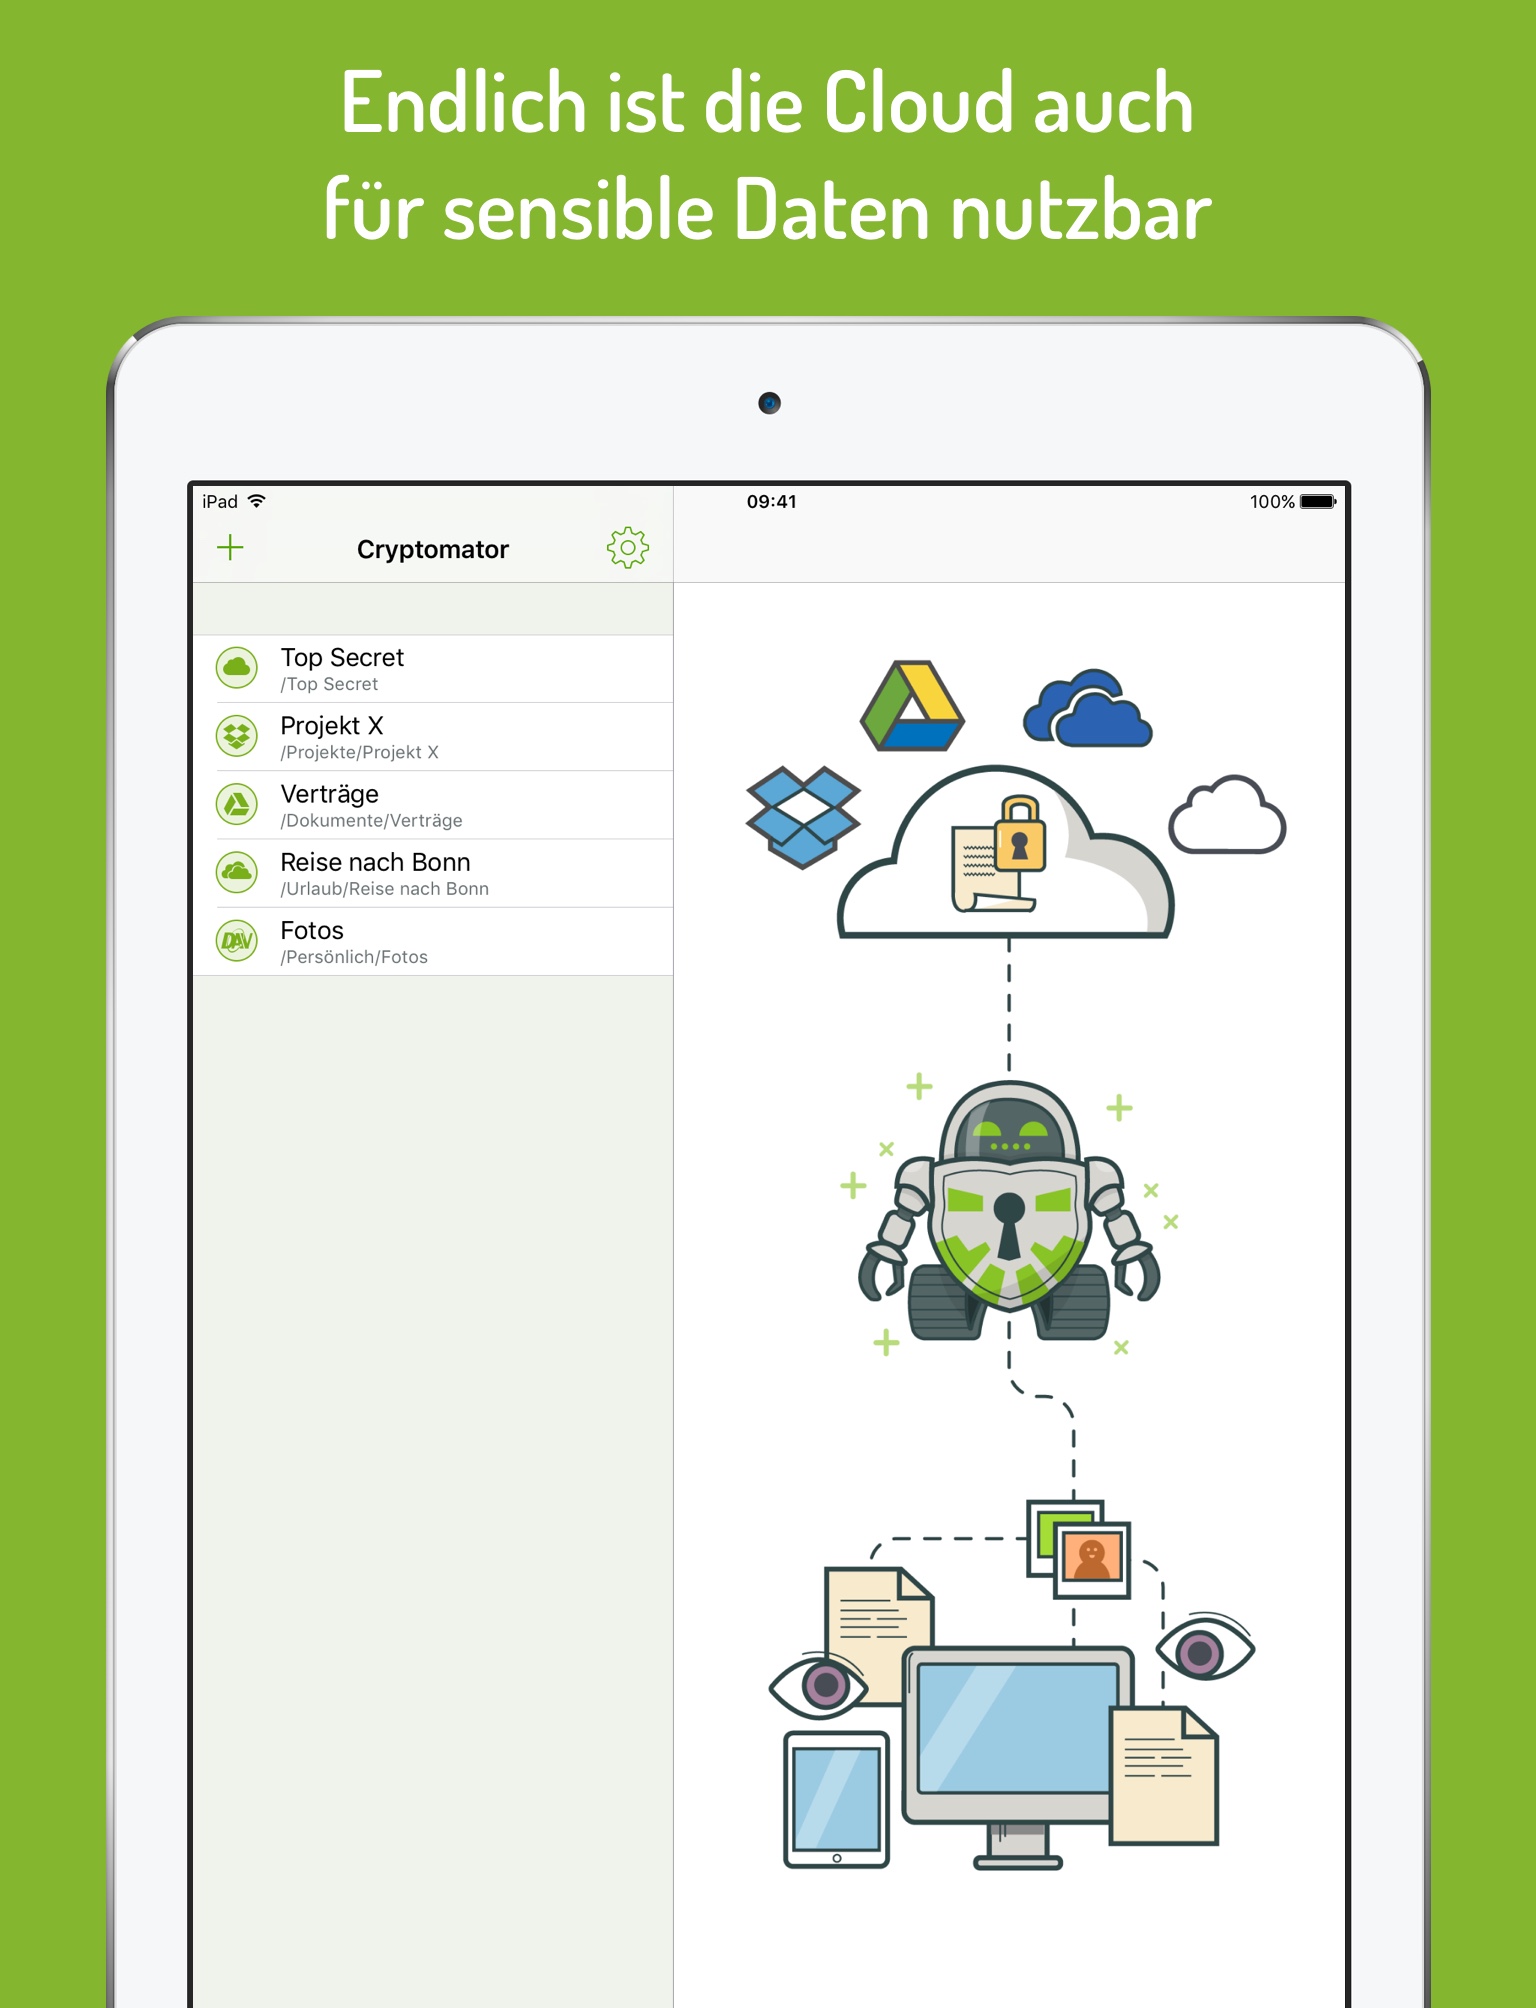 Endlich ist die Cloud auch
für sensible Daten nutzbar
iPad 09:41 100%
Cryptomator
Top Secret
/Top Secret
Projekt X
/Projekte/Projekt X
Verträge
/Dokumente/Verträge
Reise nach Bonn
/Urlaub/Reise nach Bonn
DAV
Fotos
/Persönlich/Fotos